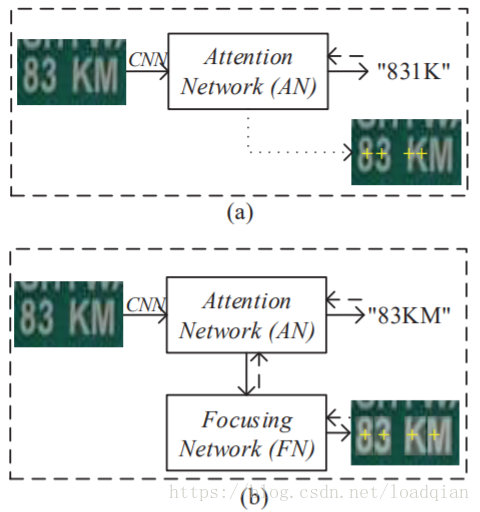 83 KM
CNN
Attention
Network (AN)
"831K"
83 KM
(a)
83 KM
CNN
Attention
Network (AN)
"83KM"
Focusing
Network (FN)
83 KM
https://blog.csdn.net/loadqian
(b)